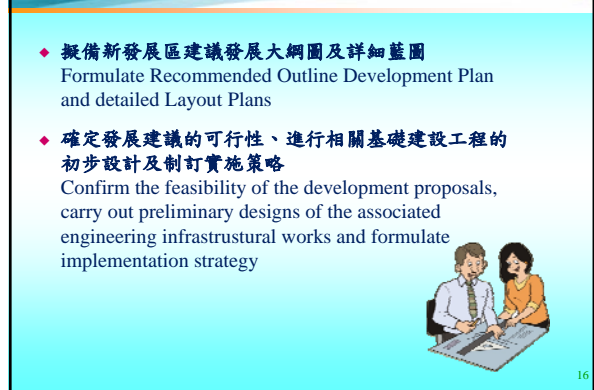 擬備新發展區建議發展大綱圖及詳細藍圖
Formulate Recommended Outline Development Plan
and detailed Layout Plans
確定發展建議的可行性、進行相關基礎建設工程的
初步設計及制訂實施策略
Confirm the feasibility of the development proposals,
carry out preliminary designs of the associated
engineering infrastrustural works and formulate
implementation strategy
16